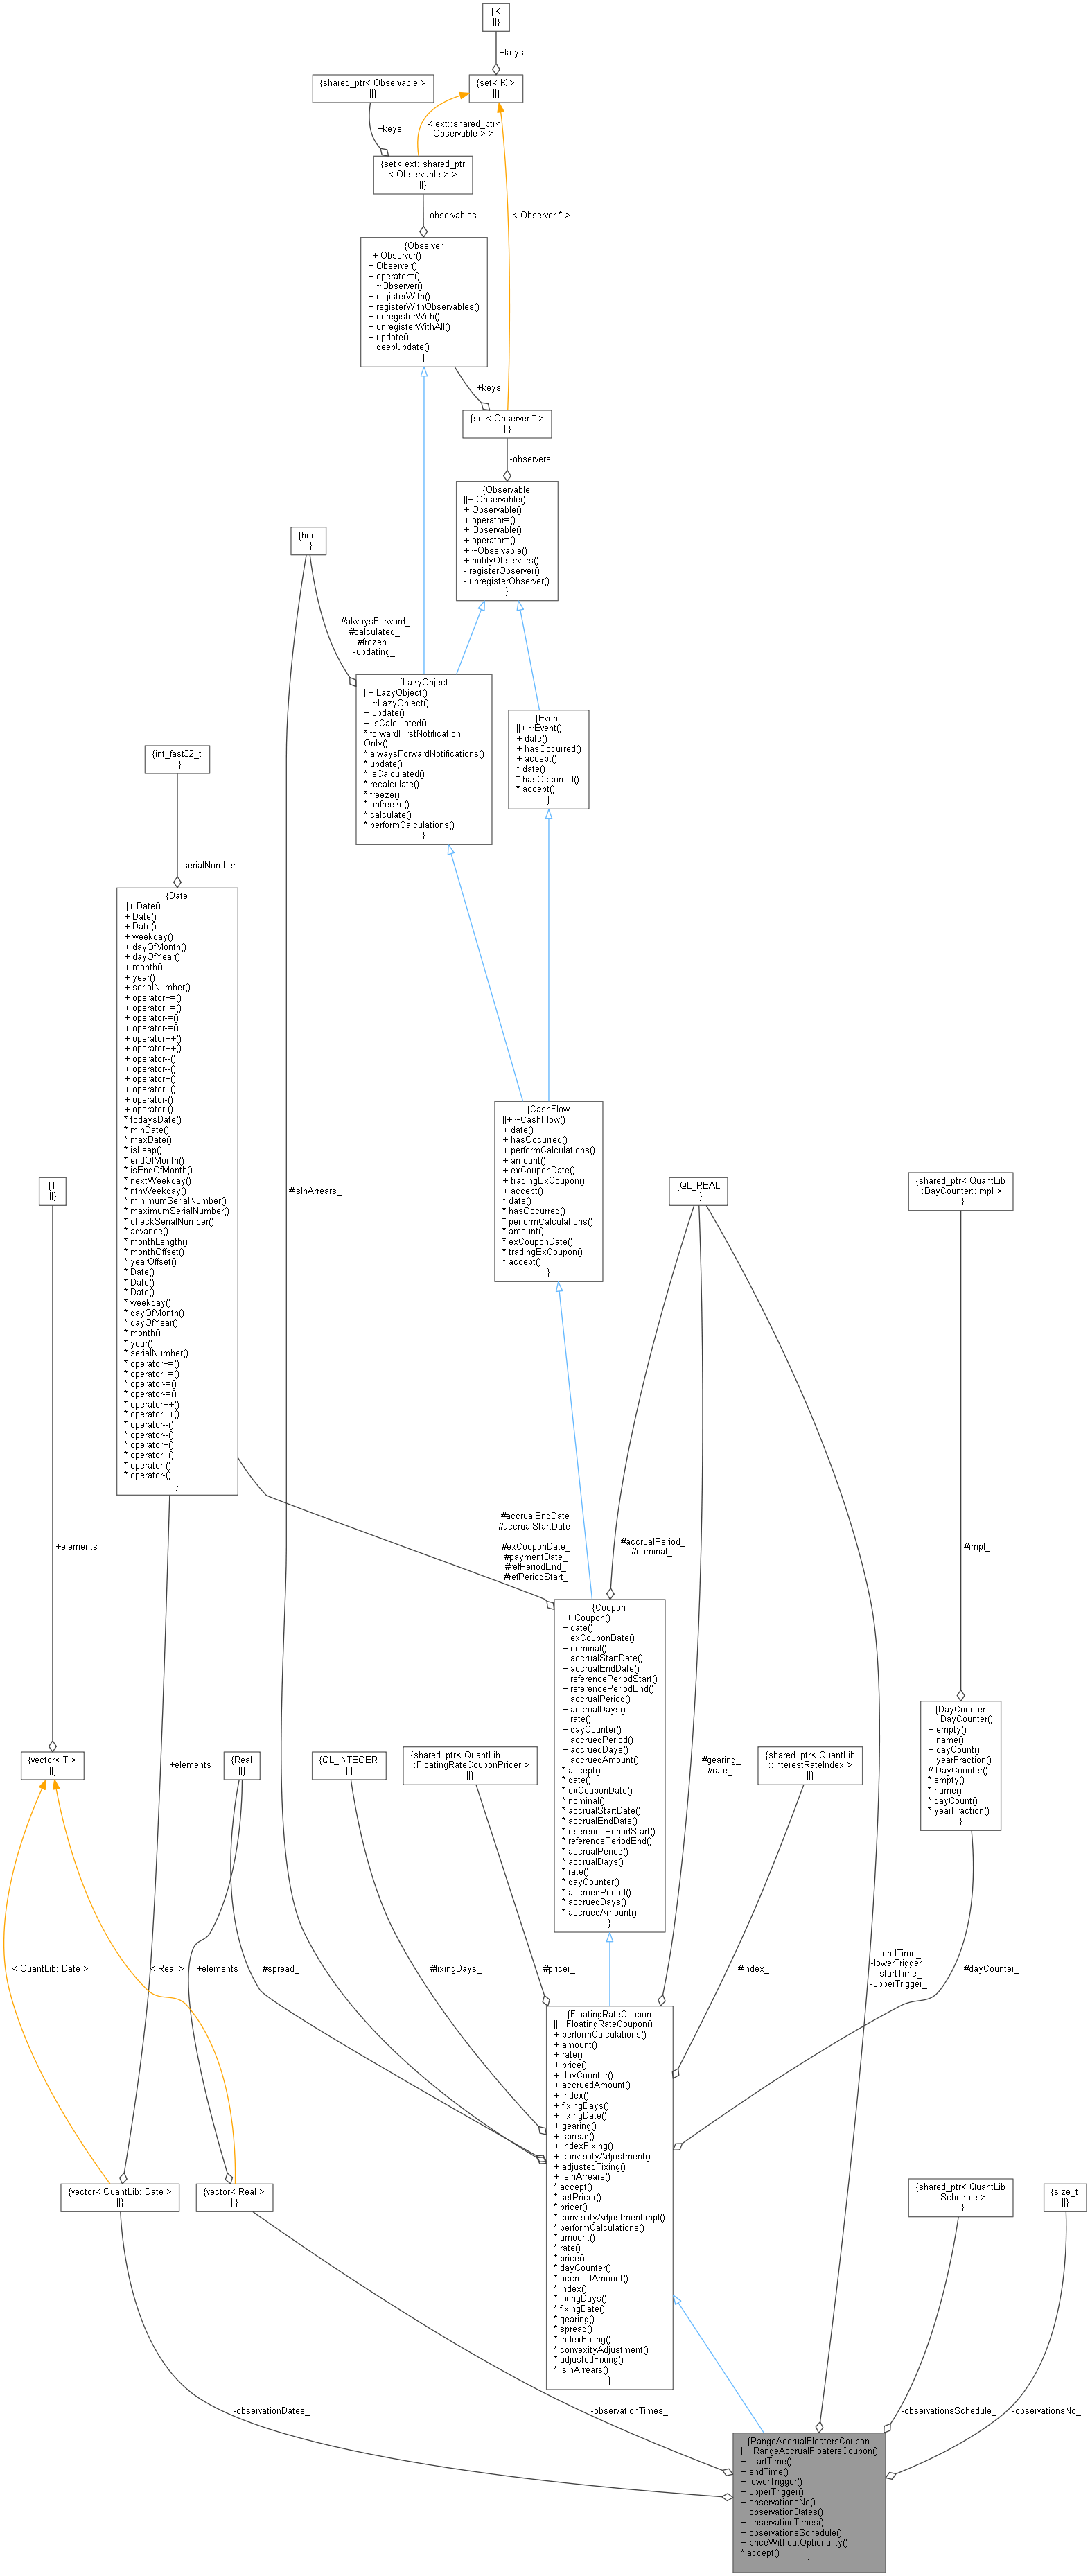 {K
||}
+keys
{shared_ptr< Observable >
||}
{set< K >
||}
+keys
< ext::shared_ptr<
Observable > >
{set< ext::shared_ptr
< Observable > >
||}
-observables_
< Observer * >
{Observer
||+ Observer()
+ Observer()
+ operator=()
+ ~Observer()
+ registerWith()
+ registerWithObservables()
+ unregisterWith()
+ unregisterWithAll()
+ update()
+ deepUpdate()
}
+keys
{set< Observer * >
||}
-observers_
{Observable
||+ Observable()
+ Observable()
+ operator=()
+ Observable()
+ operator=()
+ ~Observable()
+ notifyObservers()
- registerObserver()
- unregisterObserver()
}
{bool
||}
#alwaysForward_
#calculated_
#frozen_
-updating_
{LazyObject
||+ LazyObject()
+ ~LazyObject()
+ update()
+ isCalculated()
* forwardFirstNotification
Only()
* alwaysForwardNotifications()
* update()
* isCalculated()
* recalculate()
* freeze()
* unfreeze()
* calculate()
* performCalculations()
}
{Event
||+ ~Event()
+ date()
+ hasOccurred()
+ accept()
* date()
* hasOccurred()
* accept()
}
{int_fast32_t
||}
-serialNumber_
{Date
||+ Date()
+ Date()
+ Date()
+ weekday()
+ dayOfMonth()
+ dayOfYear()
+ month()
+ year()
+ serialNumber()
+ operator+=()
+ operator+=()
+ operator-=()
+ operator-=()
+ operator++()
+ operator++()
+ operator--()
+ operator--()
+ operator+()
+ operator+()
+ operator-()
+ operator-()
* todaysDate()
* minDate()
* maxDate()
* isLeap()
* endOfMonth()
* isEndOfMonth()
* nextWeekday()
* nthWeekday()
* minimumSerialNumber()
* maximumSerialNumber()
* checkSerialNumber()
* advance()
* monthLength()
* monthOffset()
* yearOffset()
* Date()
* Date()
* Date()
* weekday()
* dayOfMonth()
* dayOfYear()
* month()
* year()
* serialNumber()
* operator+=()
* operator+=()
* operator-=()
* operator-=()
* operator++()
* operator++()
* operator--()
* operator--()
* operator+()
* operator+()
* operator-()
* operator-()
}
{CashFlow
||+ ~CashFlow()
+ date()
+ hasOccurred()
+ performCalculations()
+ amount()
+ exCouponDate()
+ tradingExCoupon()
+ accept()
* date()
* hasOccurred()
* performCalculations()
* amount()
* exCouponDate()
* tradingExCoupon()
* accept()
}
{T
||}
#isInArrears_
{QL_REAL
||}
{shared_ptr< QuantLib
::DayCounter::Impl >
||}
+elements
#accrualEndDate_
#accrualStartDate
_
#exCouponDate_
#paymentDate_
#refPeriodEnd_
#refPeriodStart_
#accrualPeriod_
#nominal_
#impl_
{Coupon
||+ Coupon()
+ date()
+ exCouponDate()
+ nominal()
+ accrualStartDate()
+ accrualEndDate()
+ referencePeriodStart()
+ referencePeriodEnd()
+ accrualPeriod()
+ accrualDays()
+ rate()
+ dayCounter()
+ accruedPeriod()
+ accruedDays()
+ accruedAmount()
* accept()
* date()
* exCouponDate()
* nominal()
* accrualStartDate()
* accrualEndDate()
* referencePeriodStart()
* referencePeriodEnd()
* accrualPeriod()
* accrualDays()
* rate()
* dayCounter()
* accruedPeriod()
* accruedDays()
* accruedAmount()
}
{DayCounter
||+ DayCounter()
+ empty()
+ name()
+ dayCount()
+ yearFraction()
# DayCounter()
* empty()
* name()
* dayCount()
* yearFraction()
}
{vector< T >
||}
+elements
{Real
||}
{QL_INTEGER
||}
{shared_ptr< QuantLib
::FloatingRateCouponPricer >
||}
#gearing_
#rate_
{shared_ptr< QuantLib
::InterestRateIndex >
||}
< QuantLib::Date >
< Real >
+elements
#spread_
#fixingDays_
#pricer_
#index_
-endTime_
-lowerTrigger_
-startTime_
-upperTrigger_
#dayCounter_
{FloatingRateCoupon
||+ FloatingRateCoupon()
+ performCalculations()
+ amount()
+ rate()
+ price()
+ dayCounter()
+ accruedAmount()
+ index()
+ fixingDays()
+ fixingDate()
+ gearing()
+ spread()
+ indexFixing()
+ convexityAdjustment()
+ adjustedFixing()
+ isInArrears()
* accept()
* setPricer()
* pricer()
* convexityAdjustmentImpl()
* performCalculations()
* amount()
* rate()
* price()
* dayCounter()
* accruedAmount()
* index()
* fixingDays()
* fixingDate()
* gearing()
* spread()
* indexFixing()
* convexityAdjustment()
* adjustedFixing()
* isInArrears()
}
{vector< QuantLib::Date >
||}
{vector< Real >
||}
{shared_ptr< QuantLib
::Schedule >
||}
{size_t
||}
-observationDates_
-observationTimes_
-observationsSchedule_
-observationsNo_
{RangeAccrualFloatersCoupon
||+ RangeAccrualFloatersCoupon()
+ startTime()
+ endTime()
+ lowerTrigger()
+ upperTrigger()
+ observationsNo()
+ observationDates()
+ observationTimes()
+ observationsSchedule()
+ priceWithoutOptionality()
* accept()
}